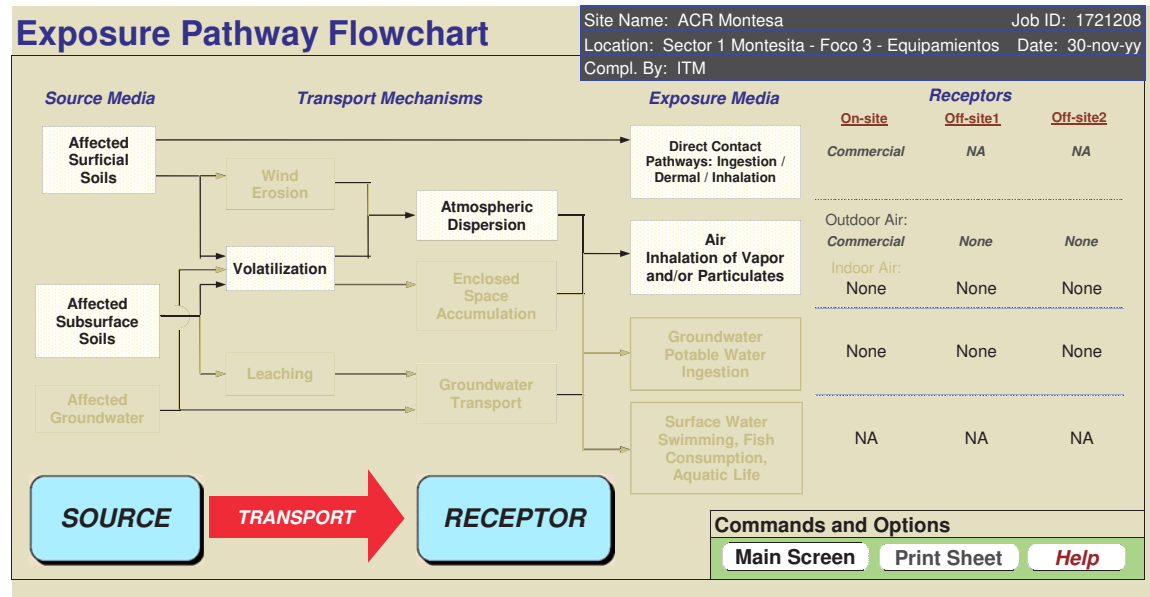 Exposure Pathway Flowchart
Site Name: ACR Montesa Job ID: 1721208
Location: Sector 1 Montesita - Foco 3 - Equipamientos Date: 30-nov-yy
Compl. By: ITM
Source Media
Transport Mechanisms
Exposure Media
Receptors
On-site Off-site1 Off-site2
Affected
Surficial
Soils
Wind
Erosion
Direct Contact
Pathways: Ingestion /
Dermal / Inhalation
Commercial NA NA
Atmospheric
Dispersion
Volatilization
Air
Inhalation of Vapor
and/or Particulates
Outdoor Air:
Commercial None None
Indoor Air:
None None None
Affected
Subsurface
Soils
Enclosed
Space
Accumulation
Groundwater
Potable Water
Ingestion
None None None
Leaching
Affected
Groundwater
Groundwater
Transport
Surface Water
Swimming, Fish
Consumption,
Aquatic Life
NA NA NA
SOURCE
TRANSPORT
RECEPTOR
Commands and Options
Main Screen
Print Sheet
Help